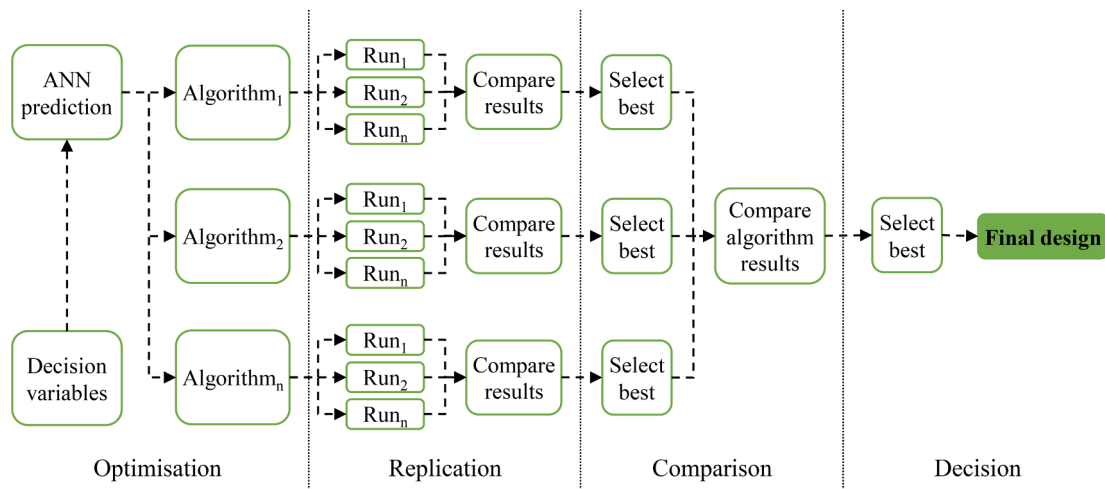 ANN
prediction
Algorithm₁
Run₁
Run₂
Runₙ
Compare
results
Select
best
Algorithm₂
Run₁
Run₂
Runₙ
Compare
results
Select
best
Compare
algorithm
results
Select
best
Final design
Decision
variables
Algorithmₙ
Run₁
Run₂
Runₙ
Compare
results
Select
best
Optimisation
Replication
Comparison
Decision